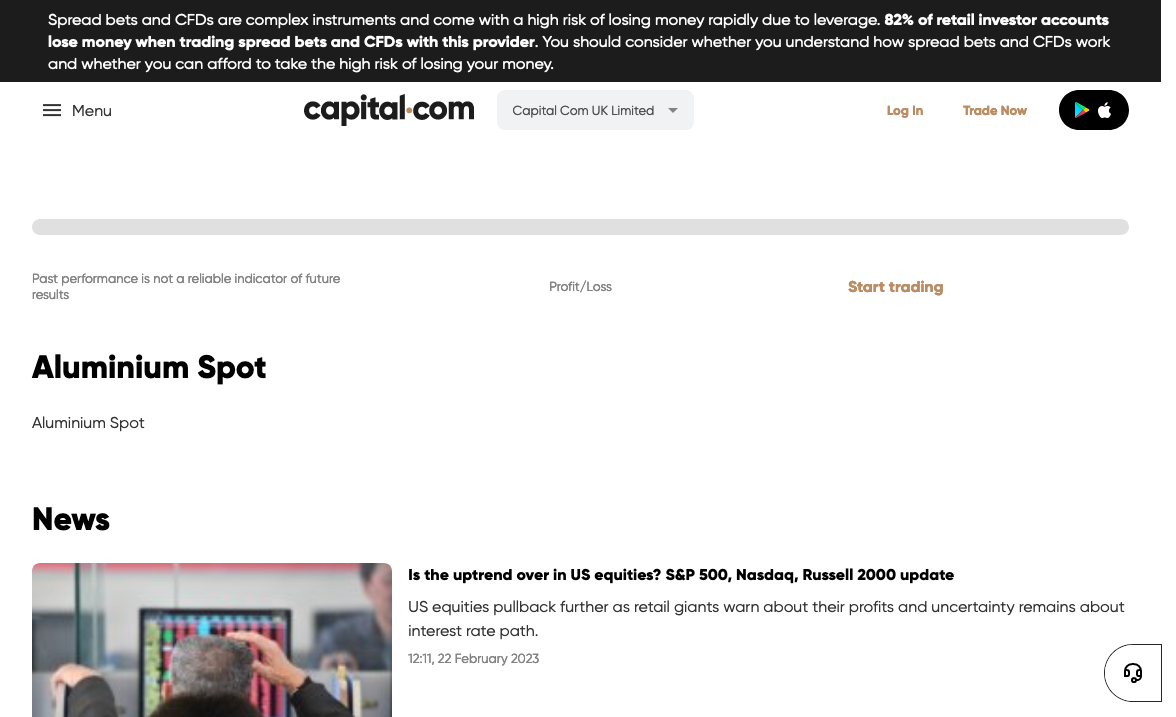 Spread bets and CFDs are complex instruments and come with a high risk of losing money rapidly due to leverage. 82% of retail investor accounts
lose money when trading spread bets and CFDs with this provider. You should consider whether you understand how spread bets and CFDs work
and whether you can afford to take the high risk of losing your money.
Menu
capital.com
Capital Com UK Limited
Log In
Trade Now
Past performance is not a reliable indicator of future
results
Profit/Loss
Start trading
Aluminium Spot
Aluminium Spot
News
Is the uptrend over in US equities? S&P 500, Nasdaq, Russell 2000 update
US equities pullback further as retail giants warn about their profits and uncertainty remains about
interest rate path.
12:11, 22 February 2023